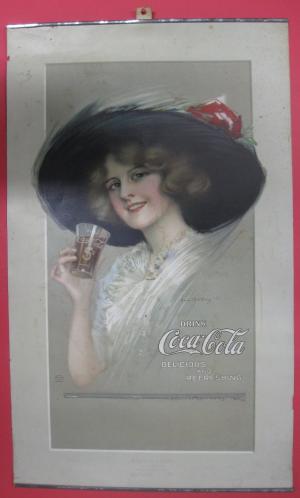 DRINK
Coca-Cola
DELICIOUS
AND
REFRESHING